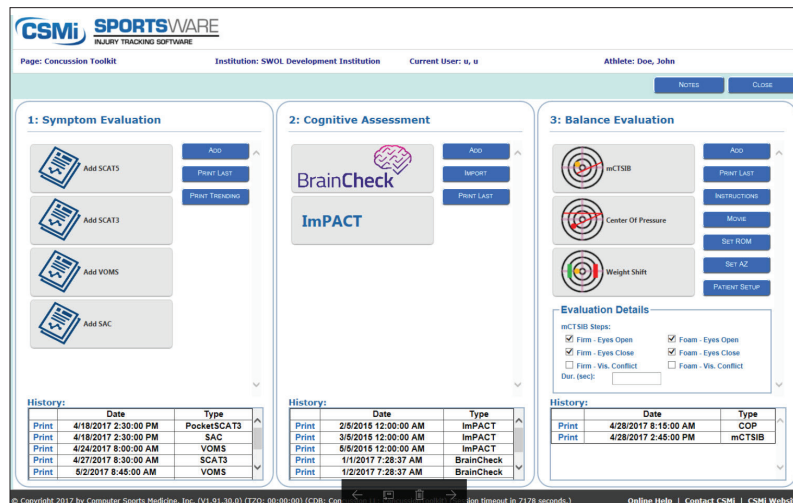 CSMi SPORTSWARE
INJURY TRACKING SOFTWARE
Page: Concussion Toolkit Institution: SWOL Development Institution Current User: u, u Athlete: Doe, John
NOTES CLOSE
1: Symptom Evaluation
Add SCAT5
Add SCAT3
Add VOMS
Add SAC
ADD
PRINT LAST
PRINT TRENDING
History:
Date Type
Print 4/18/2017 2:30:00 PM PocketSCAT3
Print 4/18/2017 2:30:00 PM SAC
Print 4/24/2017 8:00:00 AM VOMS
Print 4/27/2017 8:30:00 AM SCAT3
Print 5/2/2017 8:45:00 AM VOMS
2: Cognitive Assessment
BrainCheck
ImPACT
ADD
IMPORT
PRINT LAST
History:
Date Type
Print 2/5/2015 12:00:00 AM ImPACT
Print 3/5/2015 12:00:00 AM ImPACT
Print 5/5/2015 12:00:00 AM ImPACT
Print 1/1/2017 7:28:37 AM BrainCheck
Print 1/2/2017 7:28:37 AM BrainCheck
3: Balance Evaluation
mCTSIB
Center Of Pressure
Weight Shift
ADD
PRINT LAST
INSTRUCTIONS
MOVIE
SET ROM
SET AZ
PATIENT SETUP
Evaluation Details
mCTSIB Steps:
Firm - Eyes Open Foam - Eyes Open
Firm - Eyes Close Foam - Eyes Close
Firm - Vis. Conflict Foam - Vis. Conflict
Dur. (sec):
History:
Date Type
Print 4/28/2017 8:15:00 AM COP
Print 4/28/2017 2:45:00 PM mCTSIB
© Copyright 2017 by Computer Sports Medicine, Inc. (V1.91.30.0) (TZO: 00:00:00) (CDB: timeout in 7178 seconds.) Online Help | Contact CSMi | CSMi